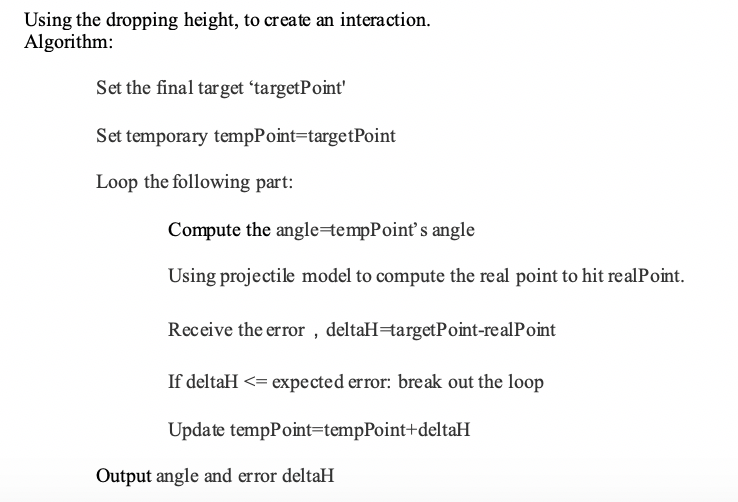 Using the dropping height, to create an interaction.
Algorithm:
Set the final target ‘targetPoint'
Set temporary tempPoint=targetPoint
Loop the following part:
Compute the angle=tempPoint’s angle
Using projectile model to compute the real point to hit realPoint.
Receive the error , deltaH=targetPoint-realPoint
If deltaH <= expected error: break out the loop
Update tempPoint=tempPoint+deltaH
Output angle and error deltaH